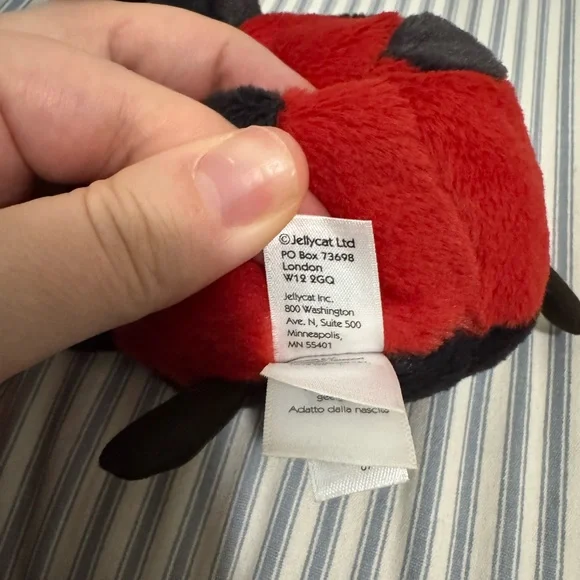 ©Jellycat Ltd
PO Box 73698
London
W12 2GQ
Jellycat Inc.
800 Washington
Ave. N, Suite 500
Minneapolis,
MN 55401
Adatto dalla nascita